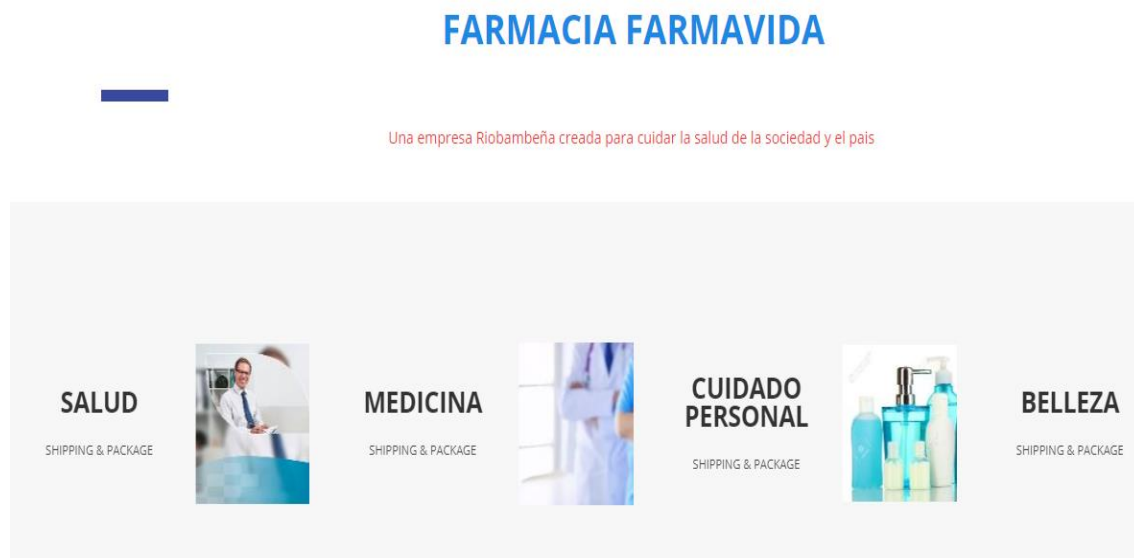 FARMACIA FARMAVIDA
Una empresa Riobambeña creada para cuidar la salud de la sociedad y el pais
SALUD
SHIPPING & PACKAGE
MEDICINA
SHIPPING & PACKAGE
CUIDADO
PERSONAL
SHIPPING & PACKAGE
BELLEZA
SHIPPING & PACKAGE